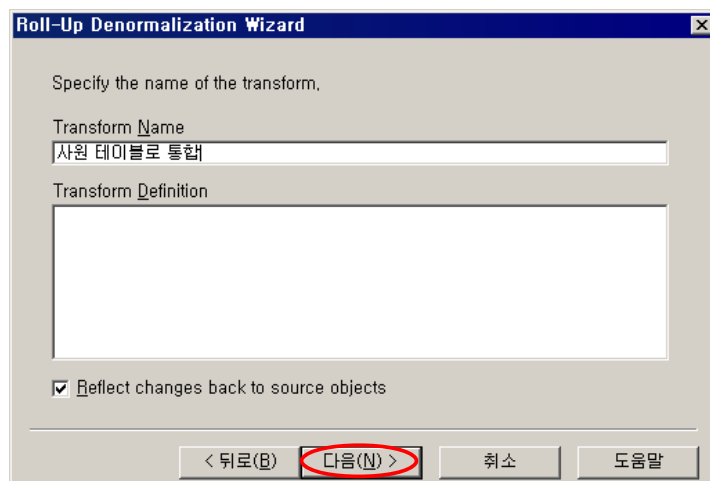 Roll-Up Denormalization Wizard
Specify the name of the transform,
Transform Name
사원 테이블로 통합
Transform Definition
Reflect changes back to source objects
< 뒤로(B) 다음(N) > 취소 도움말